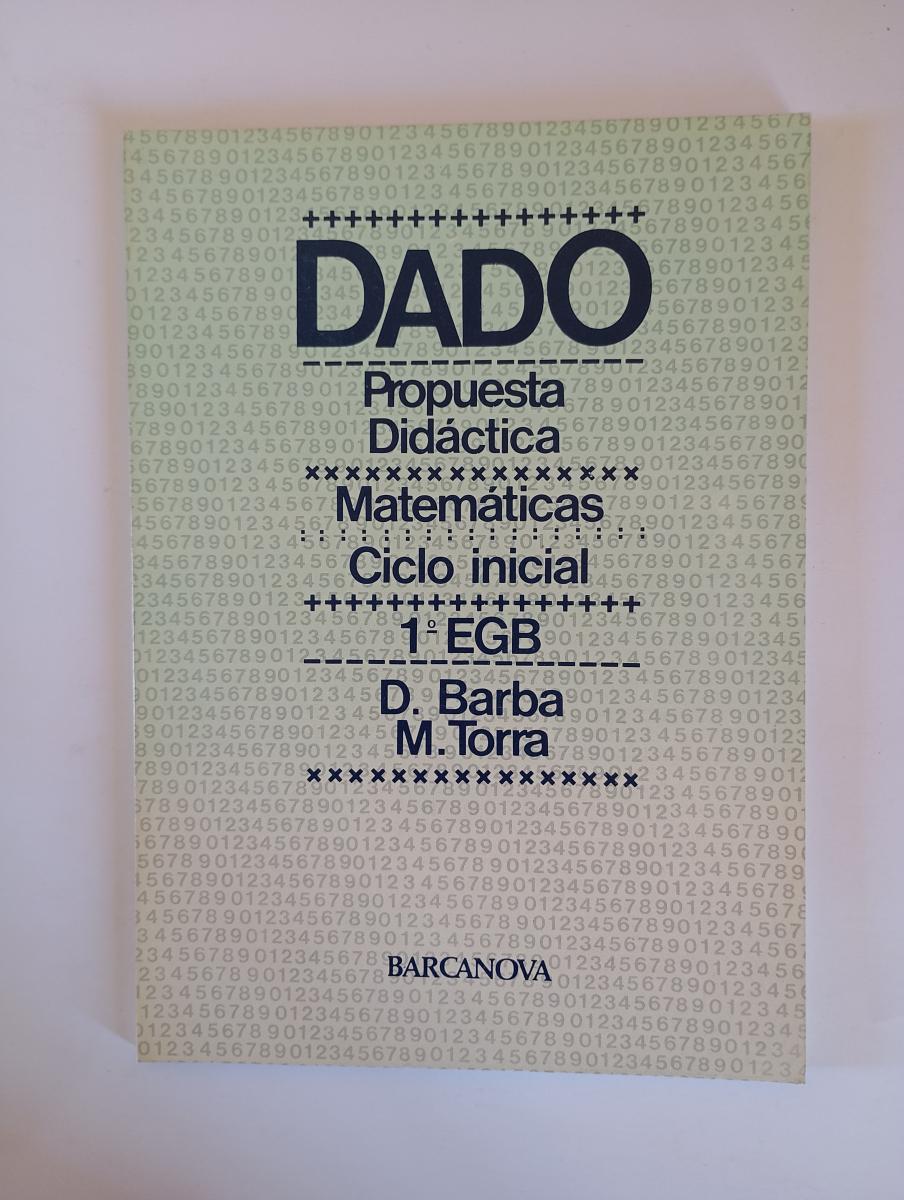 ++++++++++++++++
DADO
----------------
Propuesta
Didáctica
××××××××××××××××
Matemáticas
: : : : : : : : : : : : : : : : :
Ciclo inicial
++++++++++++++++
1º EGB
----------------
D. Barba
M. Torra
××××××××××××××××
BARCANOVA